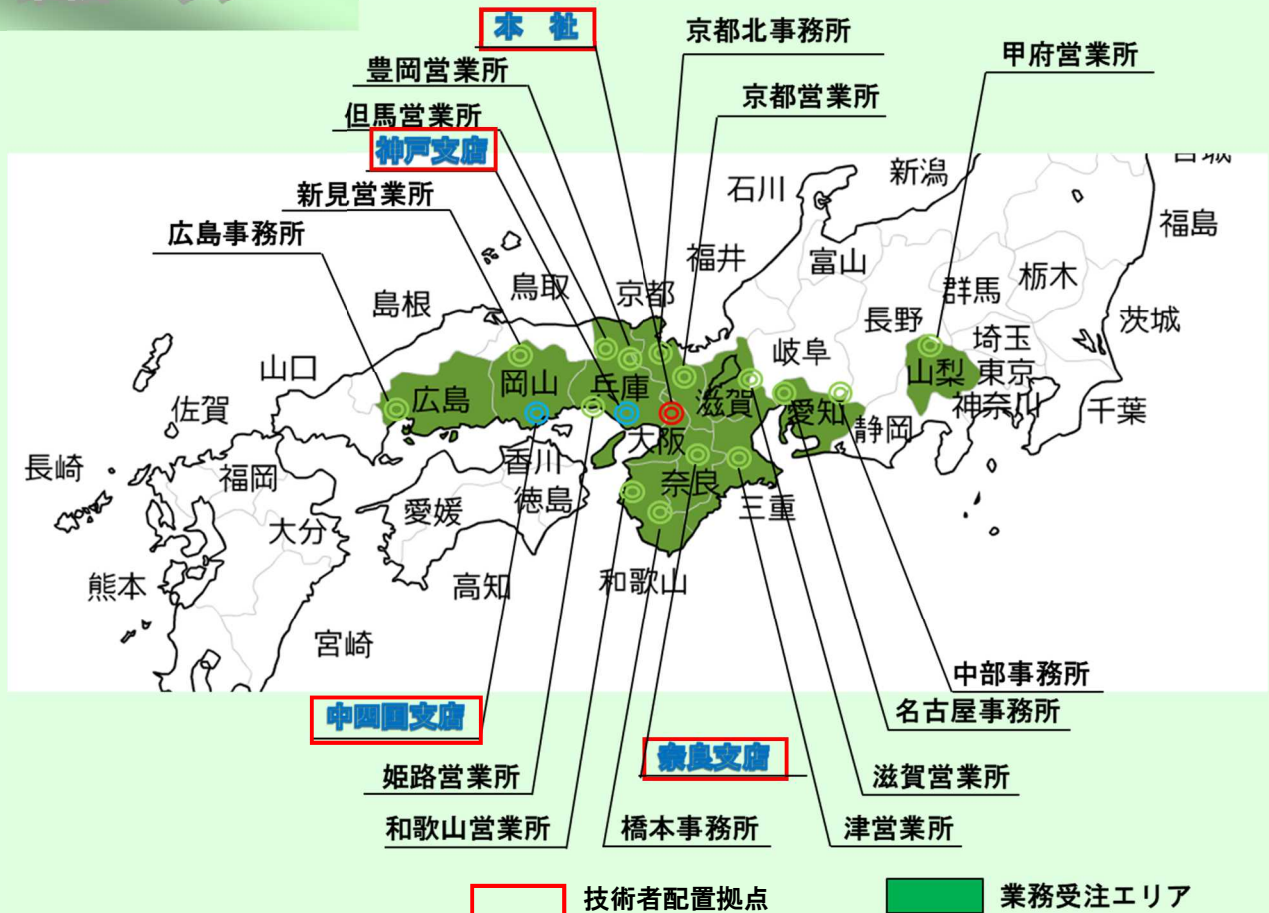 本 社
京都北事務所
甲府営業所
豊岡営業所
京都営業所
但馬営業所
神戸支店
新見営業所
広島事務所
石川
新潟
福島
福井
富山
栃木
群馬
鳥取
京都
島根
長野
茨城
埼玉
岐阜
山口
山梨
東京
岡山
兵庫
広島
滋賀
愛知
神奈川
千葉
佐賀
静岡
大阪
香川
長崎
福岡
奈良
徳島
愛媛
三重
大分
和歌山
高知
熊本
宮崎
中部事務所
中四国支店
名古屋事務所
奈良支店
姫路営業所
滋賀営業所
和歌山営業所
橋本事務所
津営業所
技術者配置拠点
業務受注エリア